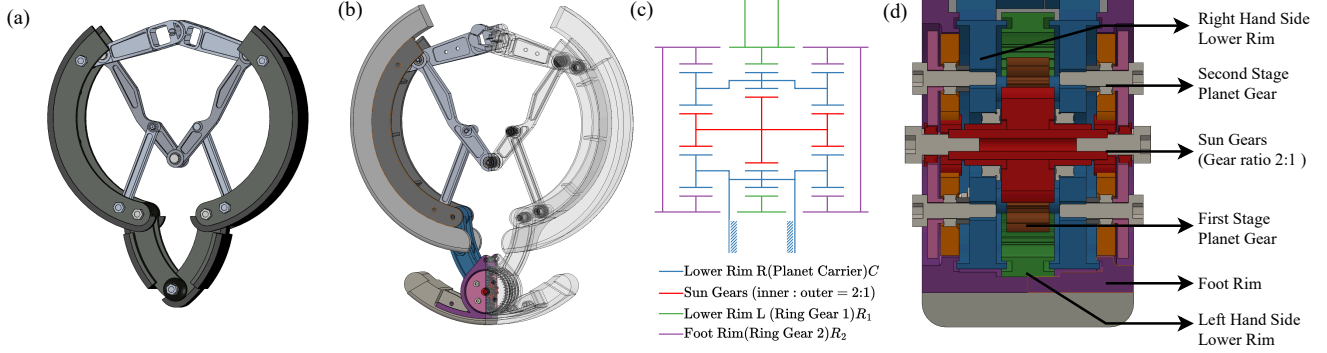 (a)
(b)
(c)
(d)
Lower Rim R(Planet Carrier)C
Sun Gears (inner : outer = 2:1)
Lower Rim L (Ring Gear 1)R₁
Foot Rim(Ring Gear 2)R₂
Right Hand Side
Lower Rim
Second Stage
Planet Gear
Sun Gears
(Gear ratio 2:1 )
First Stage
Planet Gear
Foot Rim
Left Hand Side
Lower Rim